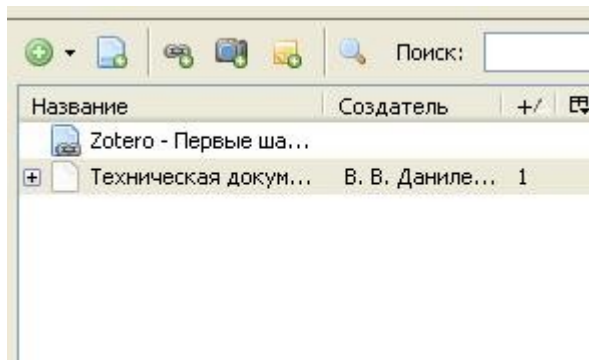 Поиск:
Название Создатель +/
Zotero - Первые ша...
Техническая докум... В. В. Даниле... 1